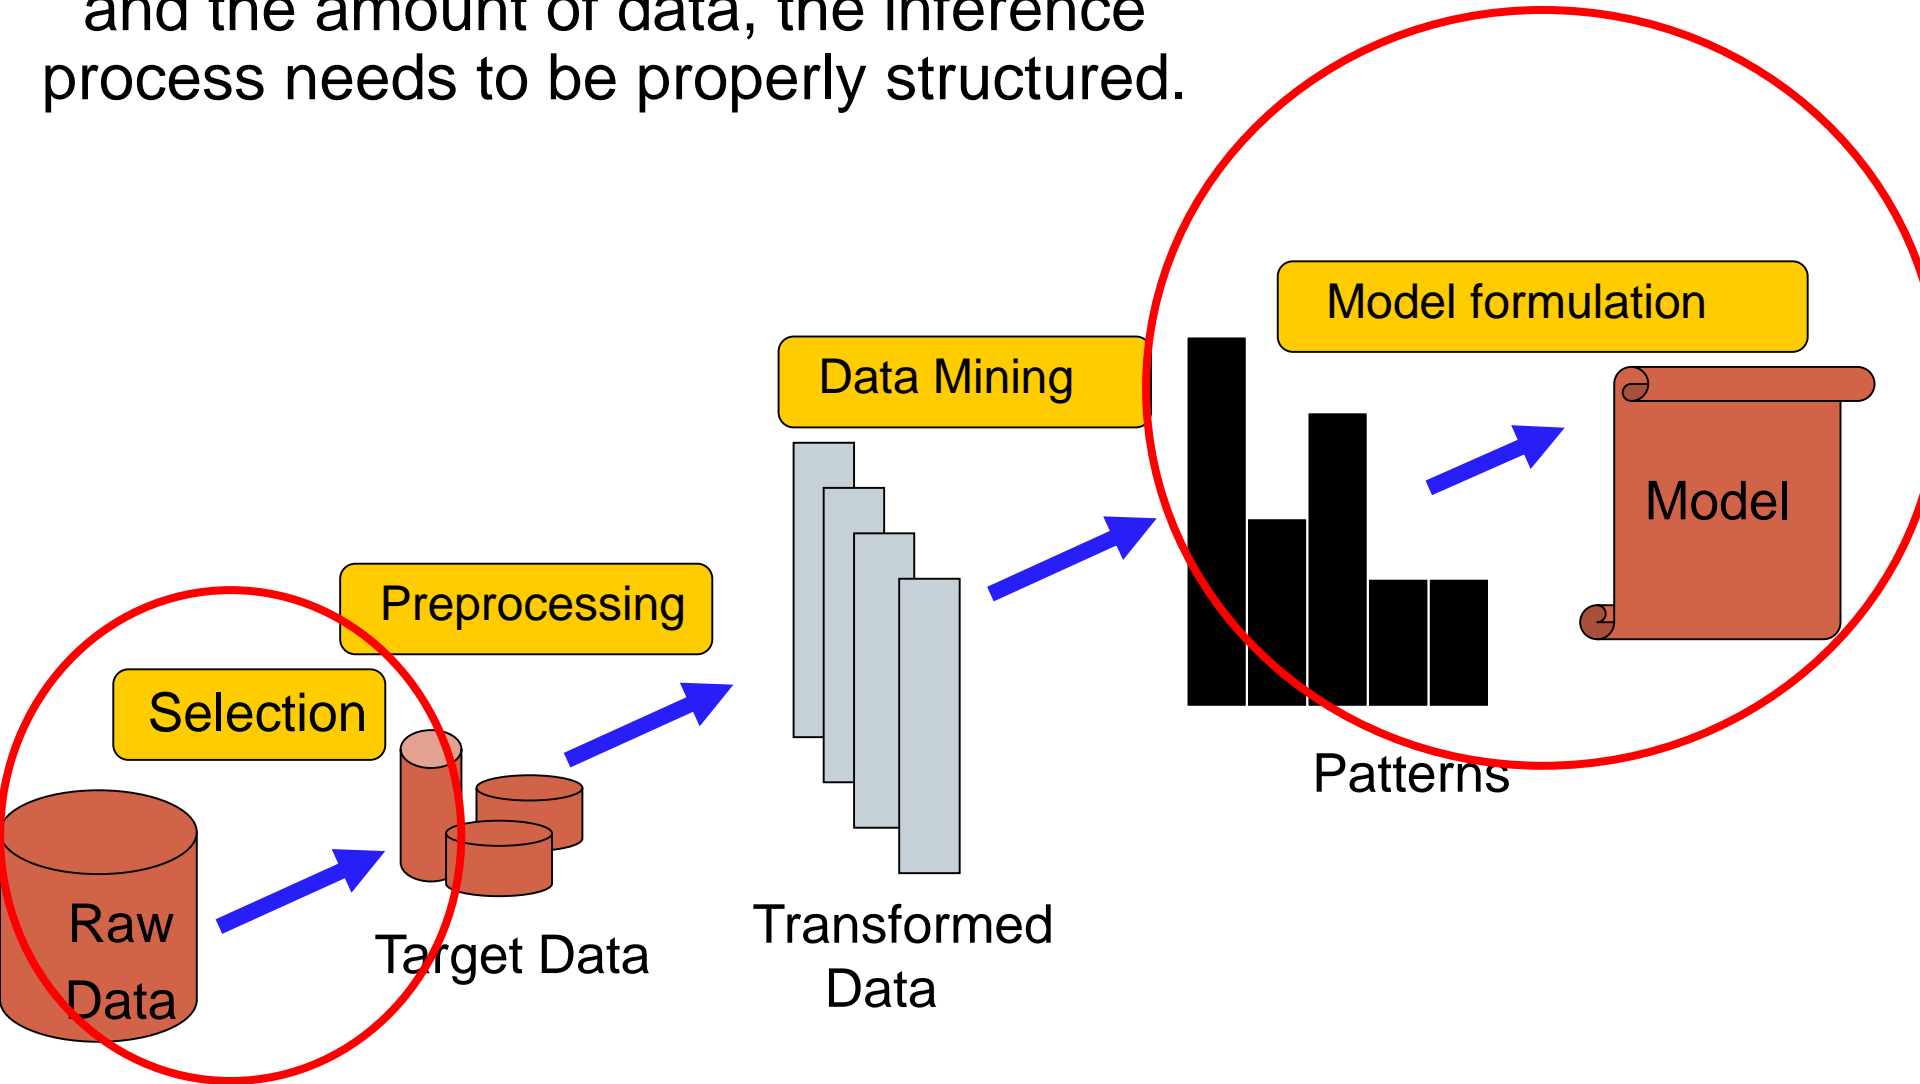 and the amount of data, the inference
process needs to be properly structured.
Model formulation
Data Mining
Model
Preprocessing
Selection
Patterns
Raw
Data
Target Data
Transformed
Data